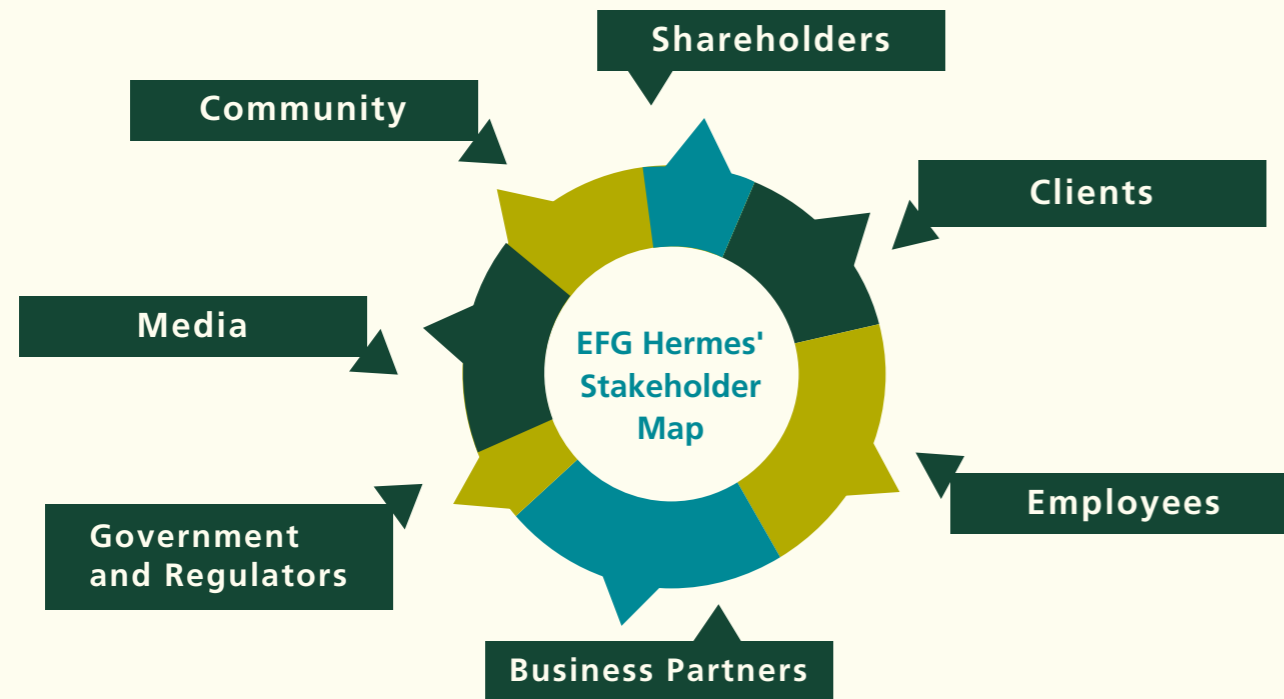 Shareholders
Community
Clients
Media
EFG Hermes'
Stakeholder
Map
Employees
Government
and Regulators
Business Partners